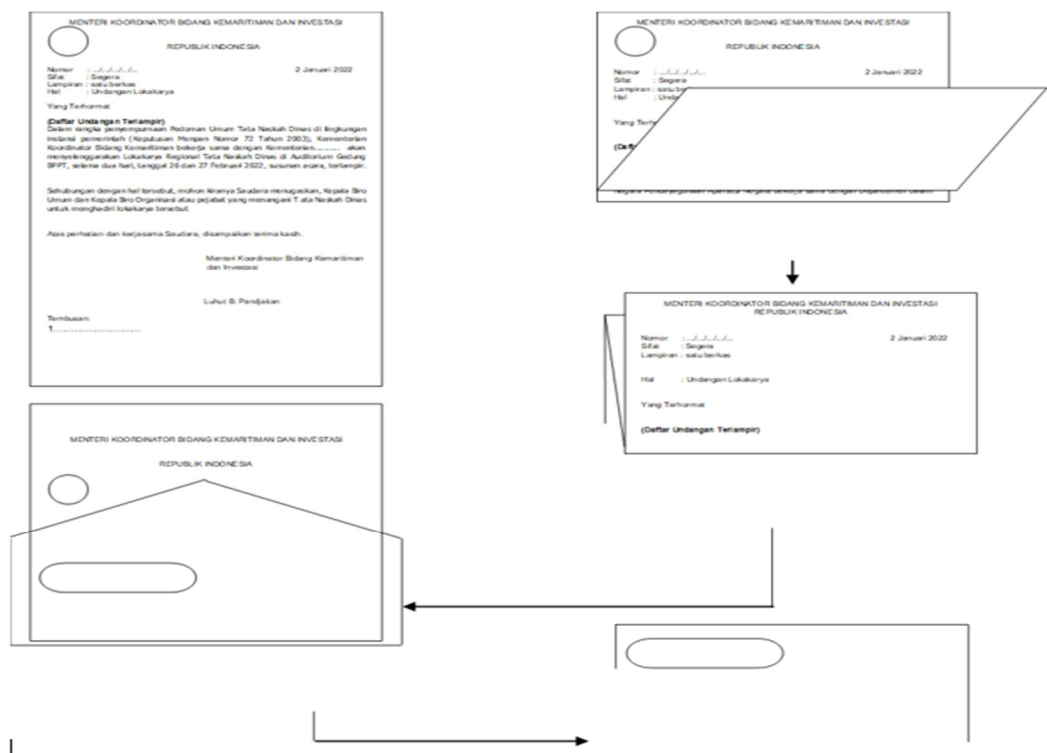 MENTERI KOORDINATOR BIDANG KEMARITIMAN DAN INVESTASI
REPUBLIK INDONESIA
Nomor : .../.../.../.../... 2 Januari 2022
Sifat : Segera
Lampiran : satu berkas
Hal : Undangan Lokakarya
Yang Terhormat
(Daftar Undangan Terlampir)
Dalam rangka penyempurnaan Pedoman Umum Tata Naskah Dinas di lingkungan
instansi pemerintah (Keputusan Menpan Nomor 72 Tahun 2003), Kementerian
Koordinator Bidang Kemaritiman bekerja sama dengan Kementerian........... akan
menyelenggarakan Lokakarya Regional Tata Naskah Dinas di Auditorium Gedung
BPPT, selama dua hari, tanggal 26 dan 27 Februari 2022, susunan acara, terlampir.
Sehubungan dengan hal tersebut, mohon kiranya Saudara menugaskan, Kepala Biro
Umum dan Kepala Biro Organisasi atau pejabat yang menangani T ata Naskah Dinas
untuk menghadiri lokakarya tersebut
Atas perhatian dan kerjasama Saudara, disampaikan terima kasih.
Menteri Koordinator Bidang Kemaritiman
dan Investasi
Luhut B. Pandjaitan
Tembusan:
1................................
MENTERI KOORDINATOR BIDANG KEMARITIMAN DAN INVESTASI
REPUBLIK INDONESIA
Nomor : .../.../.../.../... 2 Januari 2022
Sifat : Segera
Lampiran : satu
Hal :
Yang
MENTERI KOORDINATOR BIDANG KEMARITIMAN DAN INVESTASI
REPUBLIK INDONESIA
Nomor : .../.../.../.../... 2 Januari 2022
Sifat : Segera
Lampiran : satu berkas
Hal : Undangan Lokakarya
Yang Terhormat
(Daftar Undangan Terlampir)
MENTERI KOORDINATOR BIDANG KEMARITIMAN DAN INVESTASI
REPUBLIK INDONESIA